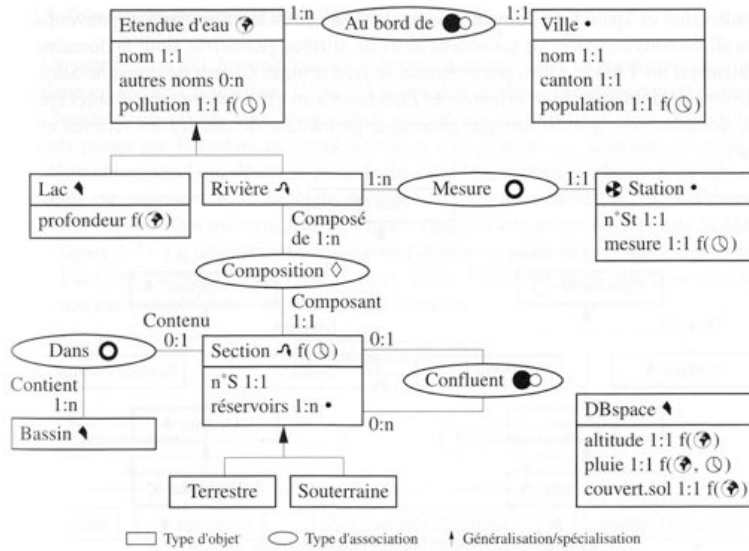 Etendue d'eau
1:n
Au bord de
1:1
Ville •
nom 1:1
autres noms 0:n
pollution 1:1 f( )
nom 1:1
canton 1:1
population 1:1 f( )
Lac
profondeur f( )
Rivière
1:n
Mesure
1:1
Station •
n°St 1:1
mesure 1:1 f( )
Composé
de 1:n
Composition ◊
Composant
1:1
Dans
Contenu
0:1
Section f( )
n°S 1:1
réservoirs 1:n •
0:1
Confluent
0:n
Contient
1:n
Bassin
DBspace
altitude 1:1 f( )
pluie 1:1 f( , )
couvert.sol 1:1 f( )
Terrestre
Souterraine
Type d'objet
Type d'association
Généralisation/spécialisation